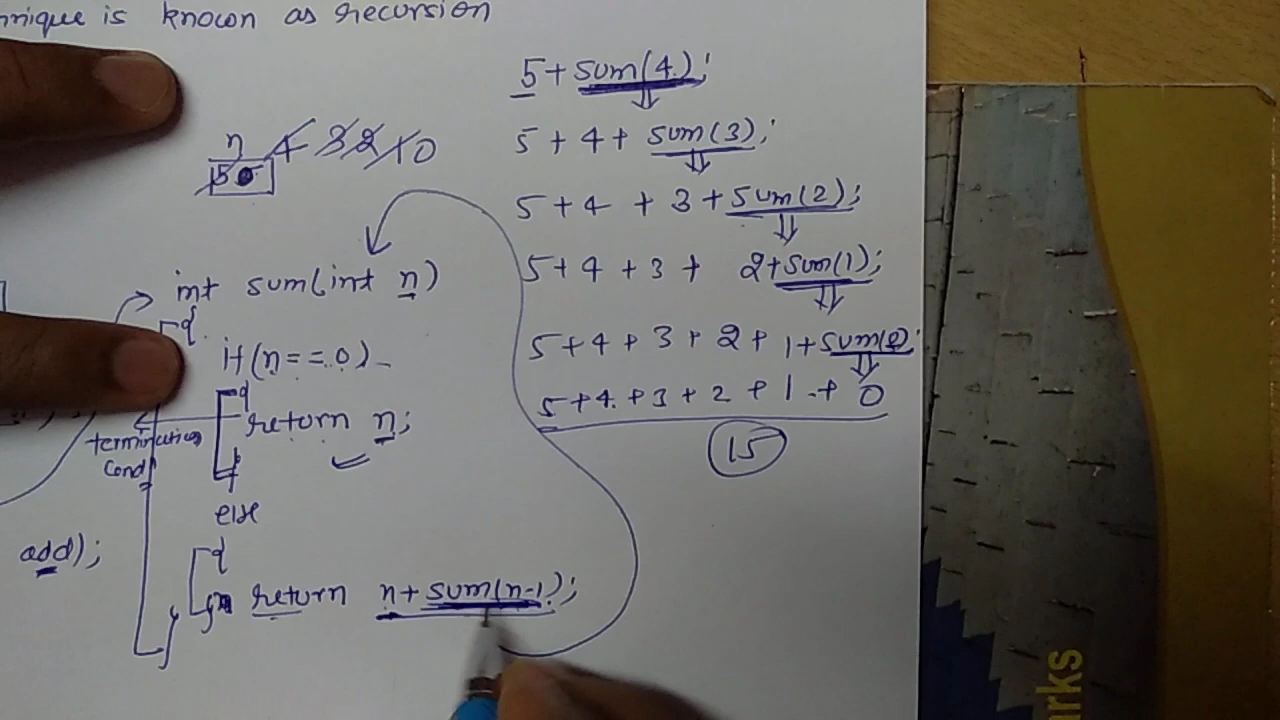 nique is known as recursion
5+sum(4);
5 + 4 + sum(3);
5 + 4 + 3 + sum(2);
5+4+3+ 2+sum(1);
5+4+3+2+1+sum(0);
5+4.+3+2+1.+0
15
n 4 3 2 1 0
5
int sum(int n)
{
if(n==0)
{
return n;
}
termination
cond
else
{
return n+sum(n-1);
}
}
add);
rks